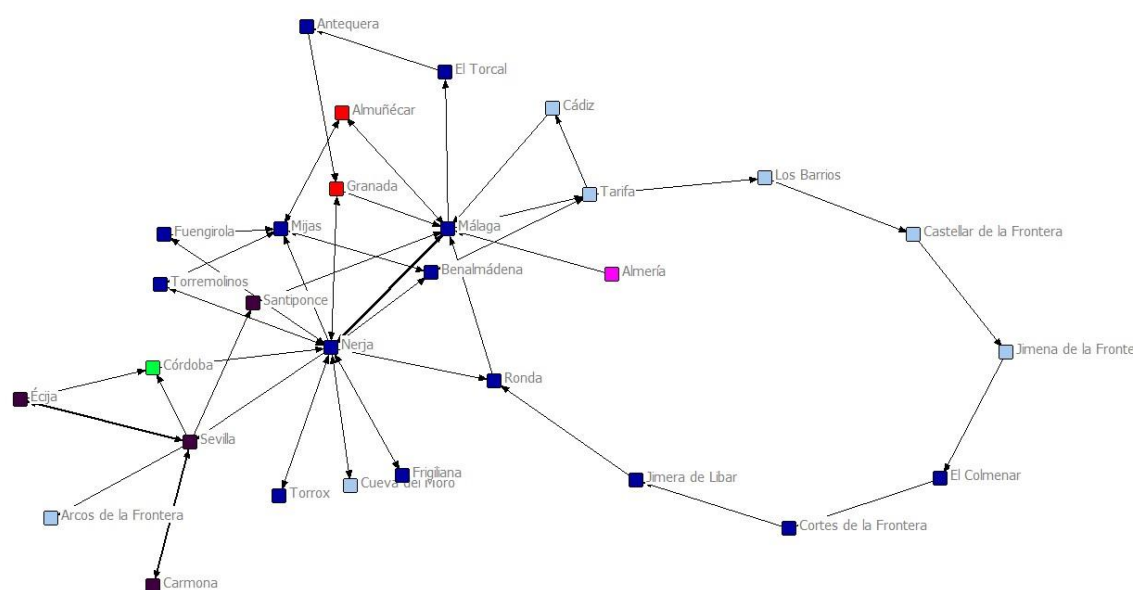 Antequera
El Torcal
Almuñécar
Cádiz
Granada
Los Barrios
Tarifa
Fuengirola
Mijas
Málaga
Castellar de la Frontera
Benalmádena
Almería
Torremolinos
Santiponce
Nerja
Jimena de la Fronte
Córdoba
Ronda
Écija
Sevilla
Frigiliana
Cueva del Moro
Torrox
Jimera de Libar
El Colmenar
Arcos de la Frontera
Cortes de la Frontera
Carmona